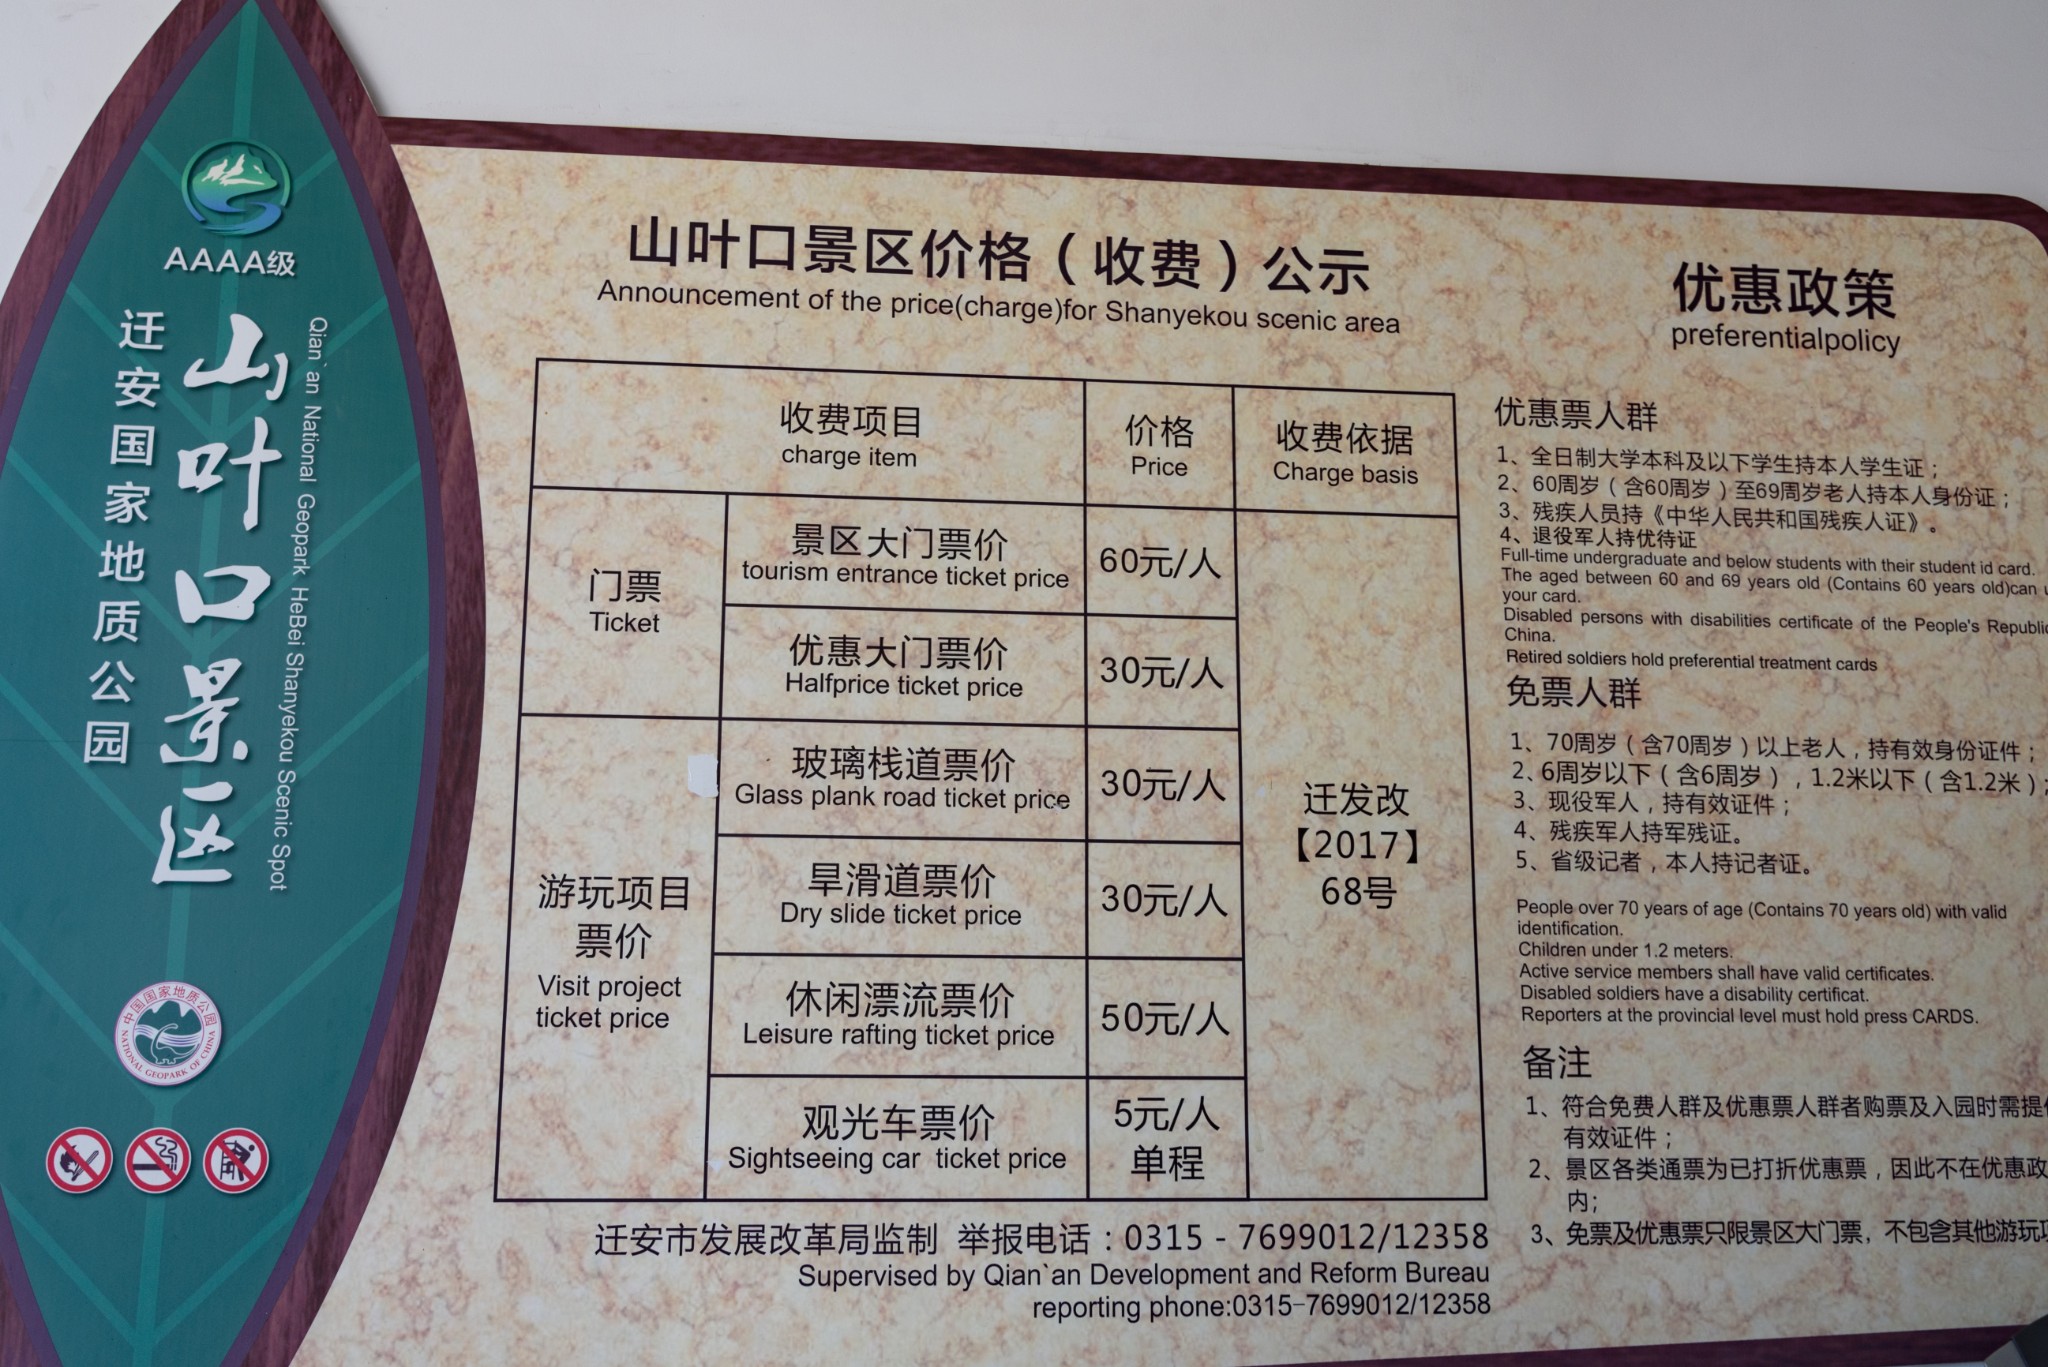 AAAA级
迁安国家地质公园
山叶口景区
Qian`an National Geopark HeBei Shanyekou Scenic Spot
中国国家地质公园
NATIONAL GEOPARK OF CHINA
山叶口景区价格（收费）公示
Announcement of the price(charge)for Shanyekou scenic area
收费项目
charge item
价格
Price
收费依据
Charge basis
门票
Ticket
景区大门票价
tourism entrance ticket price
60元/人
优惠大门票价
Halfprice ticket price
30元/人
游玩项目
票价
Visit project
ticket price
玻璃栈道票价
Glass plank road ticket price
30元/人
旱滑道票价
Dry slide ticket price
30元/人
休闲漂流票价
Leisure rafting ticket price
50元/人
观光车票价
Sightseeing car ticket price
5元/人
单程
迁发改
【2017】
68号
迁安市发展改革局监制 举报电话：0315 - 7699012/12358
Supervised by Qian`an Development and Reform Bureau
reporting phone:0315-7699012/12358
优惠政策
preferentialpolicy
优惠票人群
1、全日制大学本科及以下学生持本人学生证；
2、60周岁（含60周岁）至69周岁老人持本人身份证；
3、残疾人员持《中华人民共和国残疾人证》。
4、退役军人持优待证
Full-time undergraduate and below students with their student id card.
The aged between 60 and 69 years old (Contains 60 years old)can
your card.
Disabled persons with disabilities certificate of the People's Republic
China.
Retired soldiers hold preferential treatment cards
免票人群
1、70周岁（含70周岁）以上老人，持有效身份证件；
2、6周岁以下（含6周岁），1.2米以下（含1.2米）；
3、现役军人，持有效证件；
4、残疾军人持军残证。
5、省级记者，本人持记者证。
People over 70 years of age (Contains 70 years old) with valid
identification.
Children under 1.2 meters.
Active service members shall have valid certificates.
Disabled soldiers have a disability certificat.
Reporters at the provincial level must hold press CARDS.
备注
1、符合免费人群及优惠票人群者购票及入园时需提
有效证件；
2、景区各类通票为已打折优惠票，因此不在优惠政
内；
3、免票及优惠票只限景区大门票，不包含其他游玩